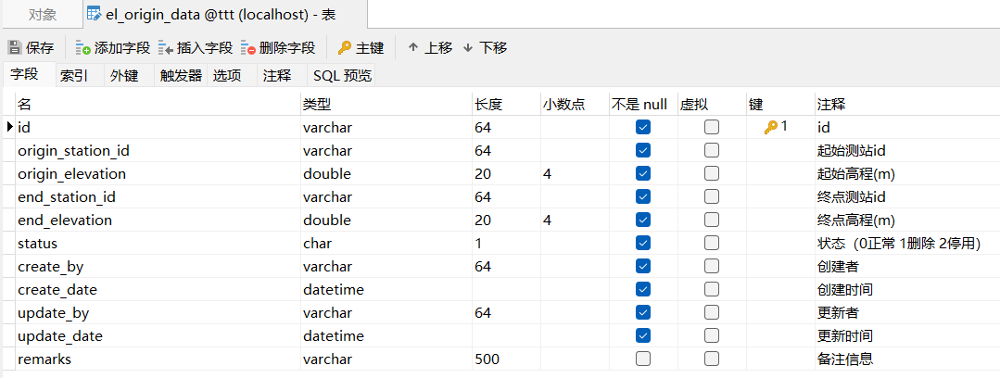 对象 el_origin_data @ttt (localhost) - 表
保存 添加字段 插入字段 删除字段 主键 上移 下移
字段 索引 外键 触发器 选项 注释 SQL 预览
名 类型 长度 小数点 不是 null 虚拟 键 注释
id varchar 64 1 id
origin_station_id varchar 64 起始测站id
origin_elevation double 20 4 起始高程(m)
end_station_id varchar 64 终点测站id
end_elevation double 20 4 终点高程(m)
status char 1 状态（0正常 1删除 2停用）
create_by varchar 64 创建者
create_date datetime 创建时间
update_by varchar 64 更新者
update_date datetime 更新时间
remarks varchar 500 备注信息